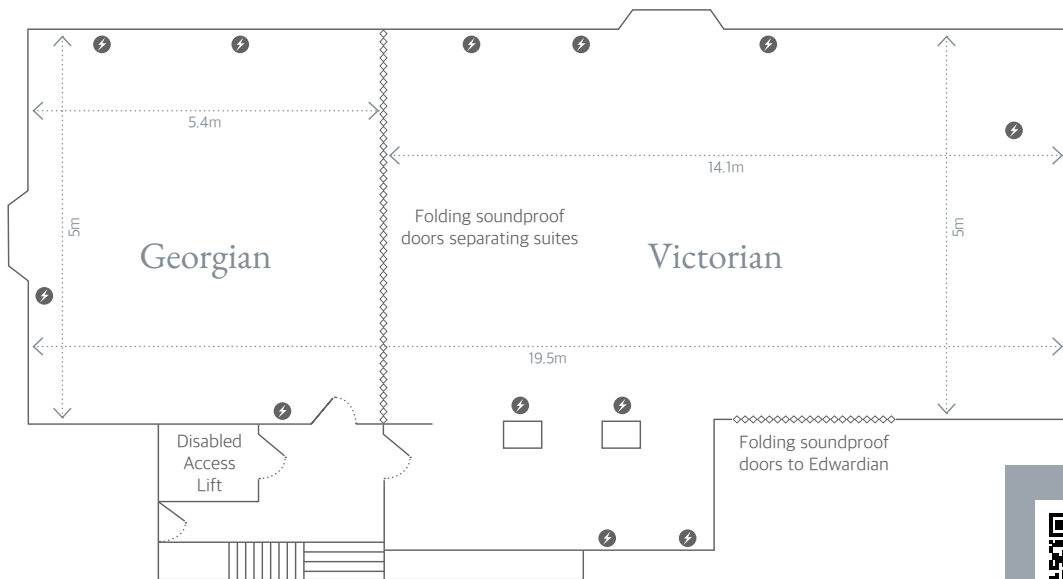 5.4m
14.1m
5m
Folding soundproof
doors separating suites
5m
Georgian
Victorian
19.5m
Disabled
Access
Lift
Folding soundproof
doors to Edwardian